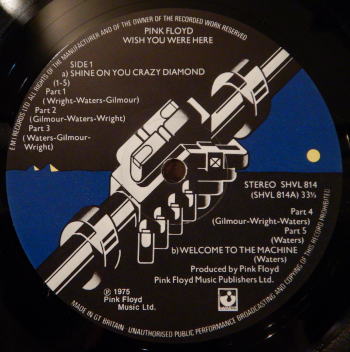 EMI RECORDS LTD ALL RIGHTS OF THE MANUFACTURER AND OF THE OWNER OF THE RECORDED WORK RESERVED
PINK FLOYD
WISH YOU WERE HERE
SIDE 1
a) SHINE ON YOU CRAZY DIAMOND
(1-5)
Part 1
(Wright-Waters-Gilmour)
Part 2
(Gilmour-Waters-Wright)
Part 3
(Waters-Gilmour-
Wright)
STEREO SHVL 814
(SHVL 814A) 33⅓
Part 4
(Gilmour-Wright-Waters)
Part 5
(Waters)
b) WELCOME TO THE MACHINE
(Waters)
Produced by Pink Floyd
Pink Floyd Music Publishers Ltd.
℗ 1975
Pink Floyd
Music Ltd.
MADE IN GT BRITAIN UNAUTHORISED PUBLIC PERFORMANCE BROADCASTING AND COPYING OF THIS RECORD PROHIBITED